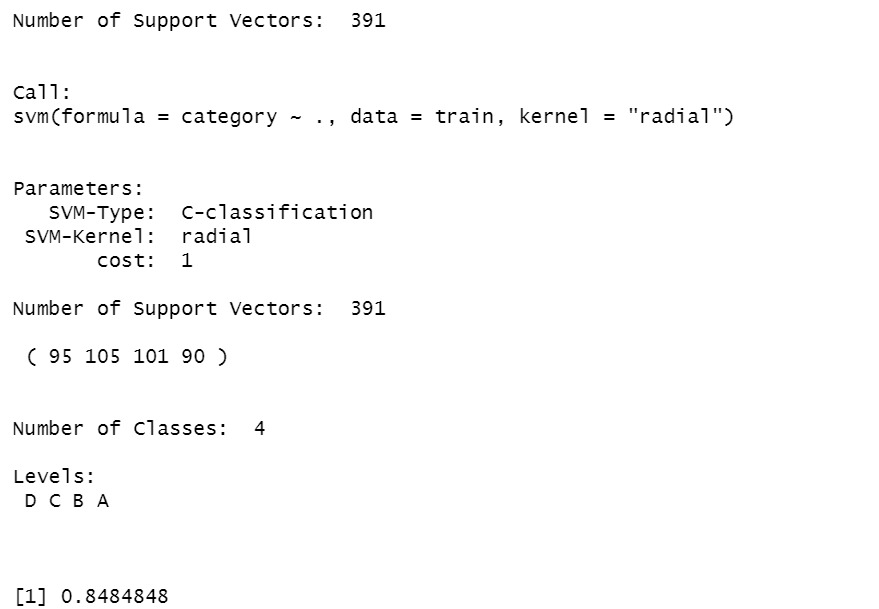 Number of Support Vectors:  391
Call:
svm(formula = category ~ ., data = train, kernel = "radial")
Parameters:
   SVM-Type:  C-classification
 SVM-Kernel:  radial
       cost:  1
Number of Support Vectors:  391
 ( 95 105 101 90 )
Number of Classes:  4
Levels:
 D C B A
[1] 0.8484848